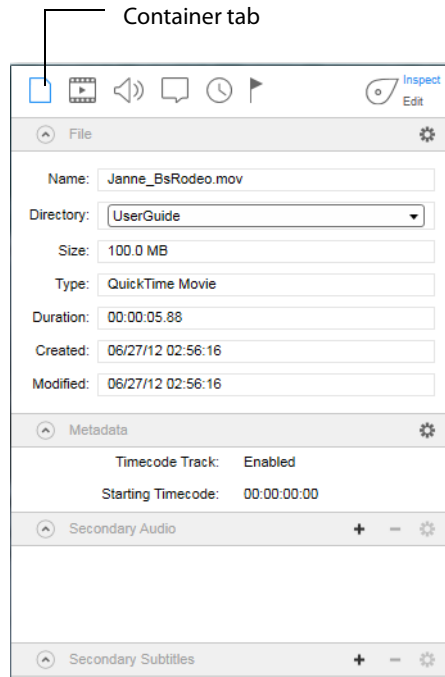 Container tab
Inspect
Edit
File
Name: Janne_BsRodeo.mov
Directory: UserGuide
Size: 100.0 MB
Type: QuickTime Movie
Duration: 00:00:05.88
Created: 06/27/12 02:56:16
Modified: 06/27/12 02:56:16
Metadata
Timecode Track: Enabled
Starting Timecode: 00:00:00:00
Secondary Audio
Secondary Subtitles